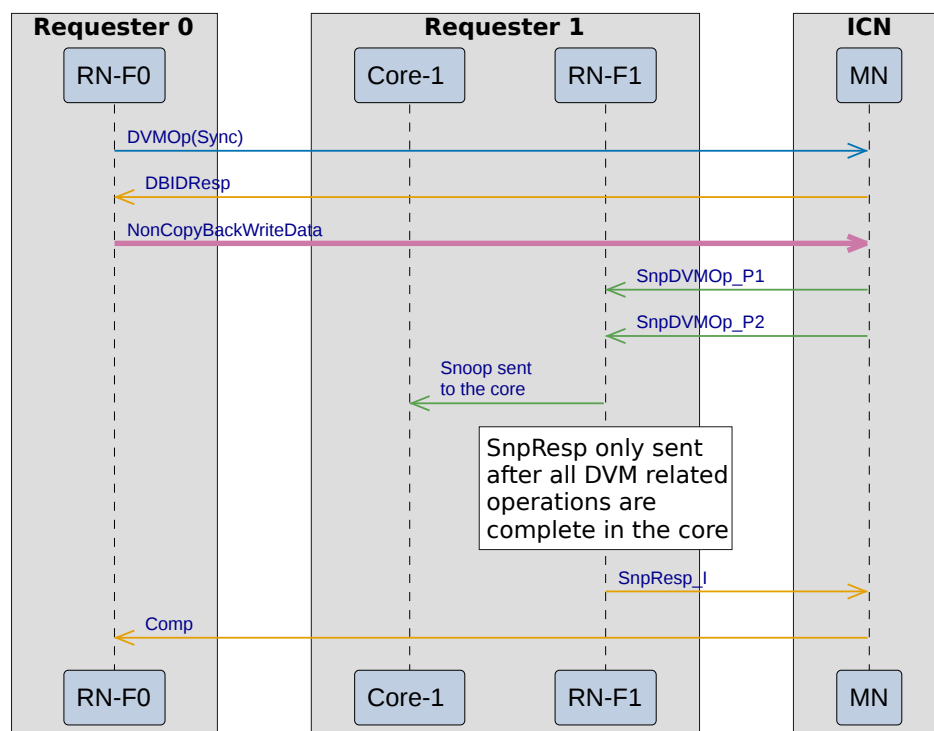 Requester 0
Requester 1
ICN
RN-F0
Core-1
RN-F1
MN
DVMOp(Sync)
DBIDResp
NonCopyBackWriteData
SnpDVMOp_P1
SnpDVMOp_P2
Snoop sent
to the core
SnpResp only sent
after all DVM related
operations are
complete in the core
SnpResp_I
Comp
RN-F0
Core-1
RN-F1
MN